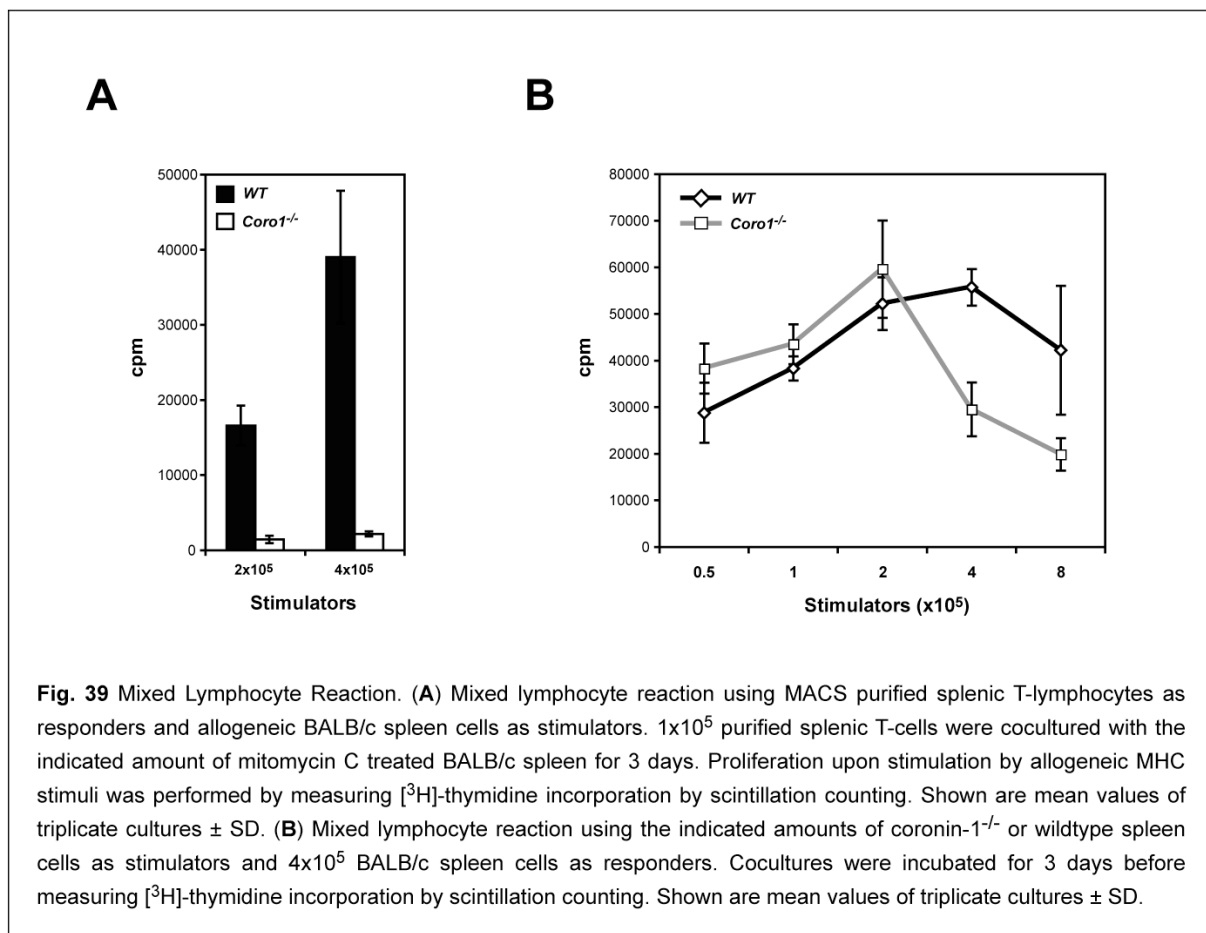 A
50000
40000
30000
20000
10000
0
cpm
WT
Coro1-/-
2x10⁵
4x10⁵
Stimulators
B
80000
70000
60000
50000
40000
30000
20000
10000
0
cpm
WT
Coro1-/-
0.5
1
2
4
8
Stimulators (x10⁵)
Fig. 39 Mixed Lymphocyte Reaction. (A) Mixed lymphocyte reaction using MACS purified splenic T-lymphocytes as
responders and allogeneic BALB/c spleen cells as stimulators. 1x10⁵ purified splenic T-cells were cocultured with the
indicated amount of mitomycin C treated BALB/c spleen for 3 days. Proliferation upon stimulation by allogeneic MHC
stimuli was performed by measuring [³H]-thymidine incorporation by scintillation counting. Shown are mean values of
triplicate cultures ± SD. (B) Mixed lymphocyte reaction using the indicated amounts of coronin-1-/- or wildtype spleen
cells as stimulators and 4x10⁵ BALB/c spleen cells as responders. Cocultures were incubated for 3 days before
measuring [³H]-thymidine incorporation by scintillation counting. Shown are mean values of triplicate cultures ± SD.